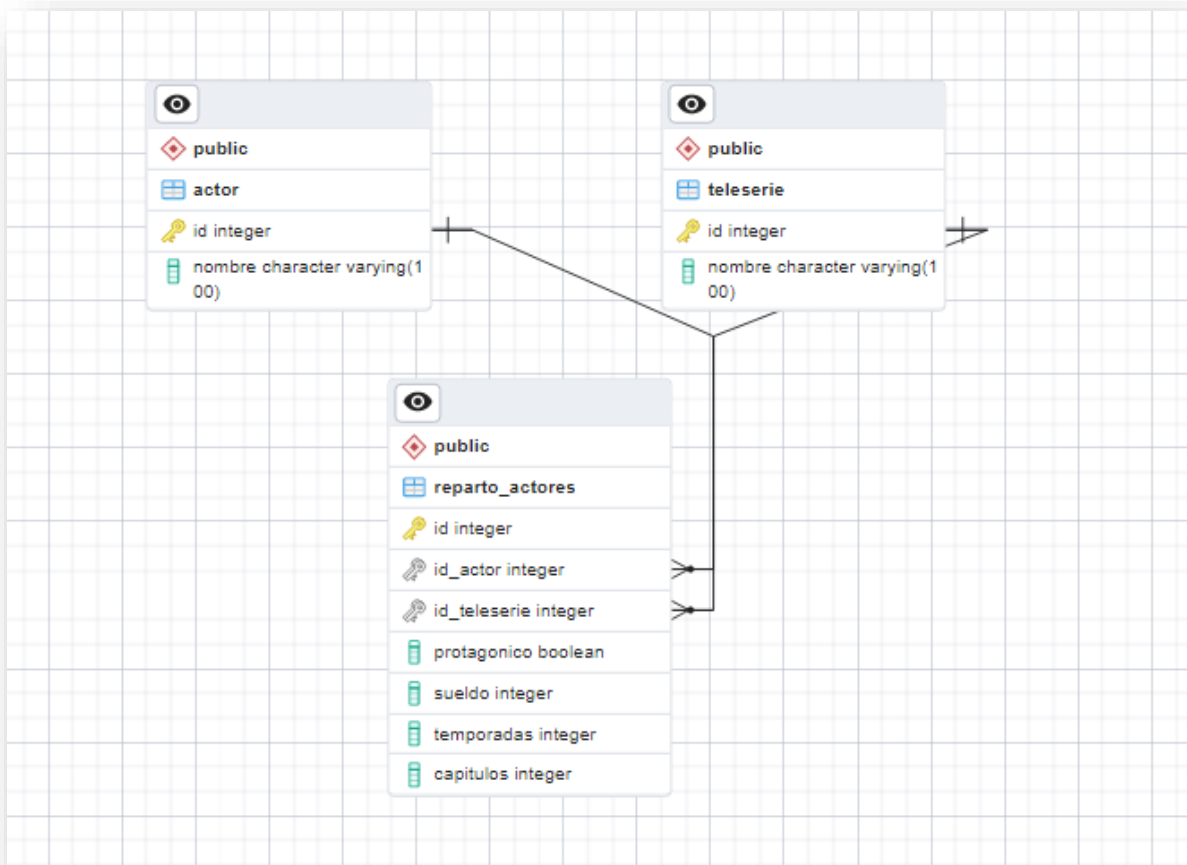 public
actor
id integer
nombre character varying(1
00)
public
teleserie
id integer
nombre character varying(1
00)
public
reparto_actores
id integer
id_actor integer
id_teleserie integer
protagonico boolean
sueldo integer
temporadas integer
capitulos integer